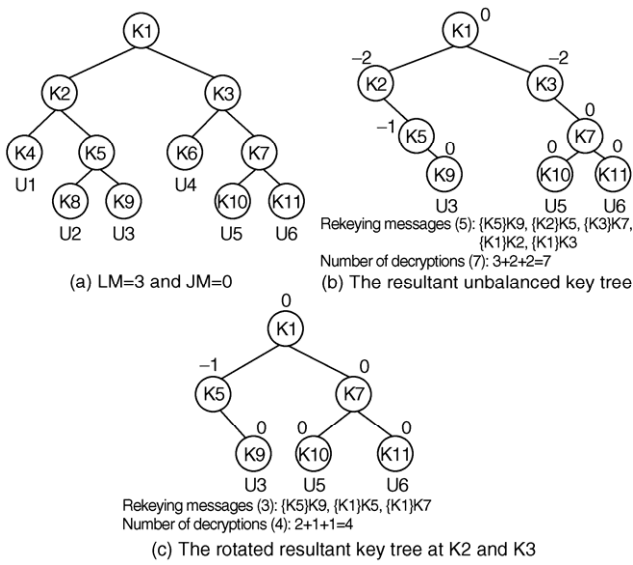 K1
K2 K3
K4 K5 K6 K7
U1 U4
K8 K9 K10 K11
U2 U3 U5 U6
(a) LM=3 and JM=0
0
K1
−2 −2
K2 K3
−1 0
K5 K7
0 0 0
K9 K10 K11
U3 U5 U6
Rekeying messages (5): {K5}K9, {K2}K5, {K3}K7,
{K1}K2, {K1}K3
Number of decryptions (7): 3+2+2=7
(b) The resultant unbalanced key tree
0
K1
−1 0
K5 K7
0 0 0
K9 K10 K11
U3 U5 U6
Rekeying messages (3): {K5}K9, {K1}K5, {K1}K7
Number of decryptions (4): 2+1+1=4
(c) The rotated resultant key tree at K2 and K3